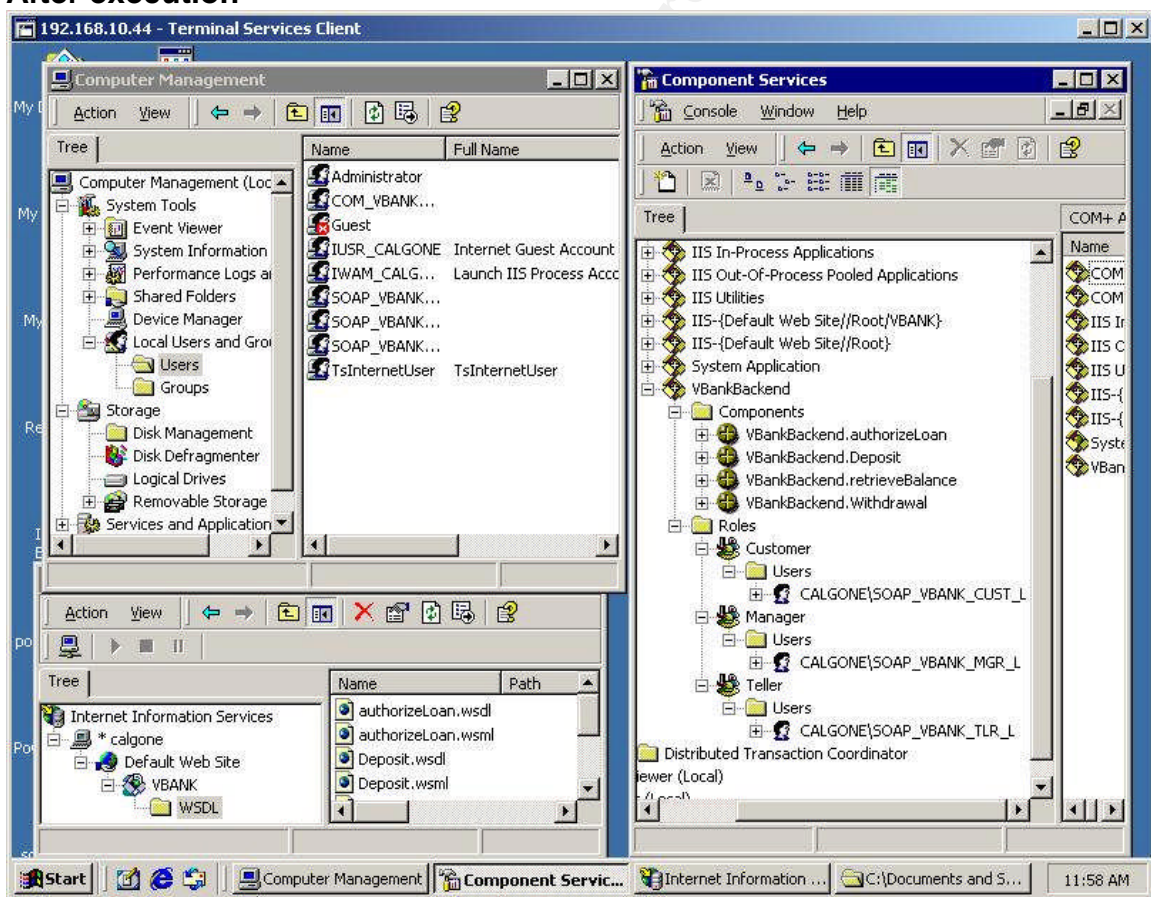 After execution
192.168.10.44 - Terminal Services Client
Computer Management
Action View
Tree
Computer Management (Loc
System Tools
Event Viewer
System Information
Performance Logs a
Shared Folders
Device Manager
Local Users and Gro
Users
Groups
Storage
Disk Management
Disk Defragmenter
Logical Drives
Removable Storage
Services and Application
Name Full Name
Administrator
COM_VBANK...
Guest
IUSR_CALGONE Internet Guest Account
IWAM_CALG... Launch IIS Process Acc
SOAP_VBANK...
SOAP_VBANK...
SOAP_VBANK...
TsInternetUser TsInternetUser
Action View
Tree
Internet Information Services
* calgone
Default Web Site
VBANK
WSDL
Name Path
authorizeLoan.wsdl
authorizeLoan.wsml
Deposit.wsdl
Deposit.wsml
Component Services
Console Window Help
Action View
Tree
IIS In-Process Applications
IIS Out-Of-Process Pooled Applications
IIS Utilities
IIS-{Default Web Site//Root/VBANK}
IIS-{Default Web Site//Root}
System Application
VBankBackend
Components
VBankBackend.authorizeLoan
VBankBackend.Deposit
VBankBackend.retrieveBalance
VBankBackend.Withdrawal
Roles
Customer
Users
CALGONE\SOAP_VBANK_CUST_L
Manager
Users
CALGONE\SOAP_VBANK_MGR_L
Teller
Users
CALGONE\SOAP_VBANK_TLR_L
Distributed Transaction Coordinator
iewer (Local)
COM+ A
Name
COM
COM
IIS Ir
IIS O
IIS U
IIS-{
IIS-{
Syste
VBan
My
My
My
Re
po
Po
Start Computer Management Component Servic... Internet Information ... C:\Documents and S... 11:58 AM